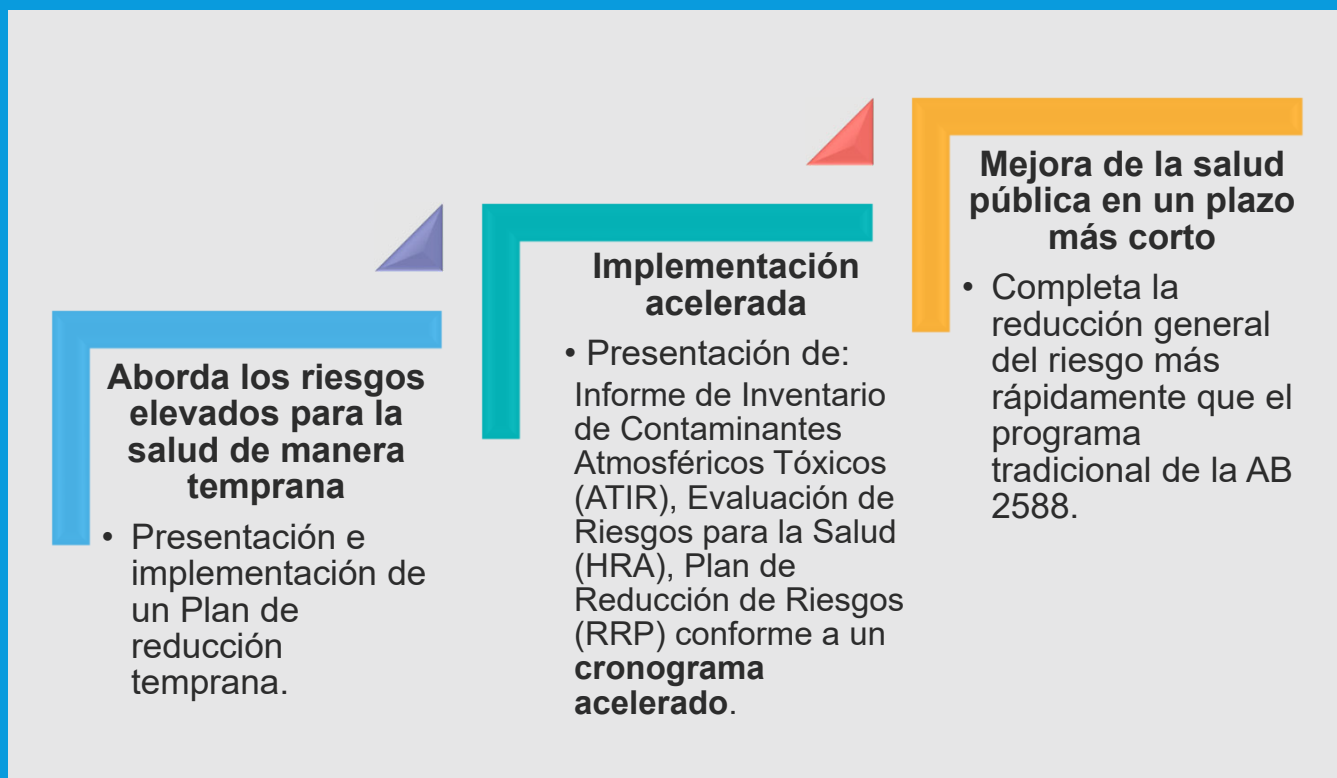 Aborda los riesgos
elevados para la
salud de manera
temprana
• Presentación e
implementación de
un Plan de
reducción
temprana.
Implementación
acelerada
• Presentación de:
Informe de Inventario
de Contaminantes
Atmosféricos Tóxicos
(ATIR), Evaluación de
Riesgos para la Salud
(HRA), Plan de
Reducción de Riesgos
(RRP) conforme a un
cronograma
acelerado.
Mejora de la salud
pública en un plazo
más corto
• Completa la
reducción general
del riesgo más
rápidamente que el
programa
tradicional de la AB
2588.